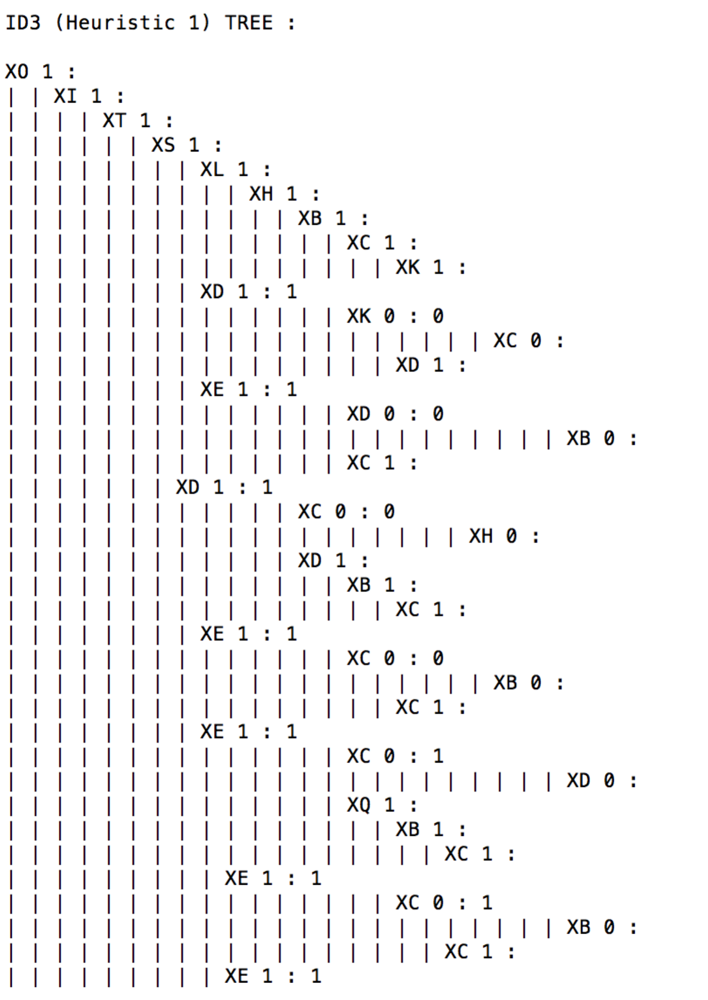 ID3 (Heuristic 1) TREE :
XO 1 :
| | XI 1 :
| | | | XT 1 :
| | | | | | XS 1 :
| | | | | | | | XL 1 :
| | | | | | | | | | XH 1 :
| | | | | | | | | | | | XB 1 :
| | | | | | | | | | | | | | XC 1 :
| | | | | | | | | | | | | | | | XK 1 :
| | | | | | | | XD 1 : 1
| | | | | | | | | | | | | | XK 0 : 0
| | | | | | | | | | | | | | | | | | | | XC 0 :
| | | | | | | | | | | | | | | | XD 1 :
| | | | | | | | XE 1 : 1
| | | | | | | | | | | | | | XD 0 : 0
| | | | | | | | | | | | | | | | | | | | | | | XB 0 :
| | | | | | | | | | | | | | XC 1 :
| | | | | | | XD 1 : 1
| | | | | | | | | | | | XC 0 : 0
| | | | | | | | | | | | | | | | | | | XH 0 :
| | | | | | | | | | | | XD 1 :
| | | | | | | | | | | | | | XB 1 :
| | | | | | | | | | | | | | | | XC 1 :
| | | | | | | | XE 1 : 1
| | | | | | | | | | | | | | XC 0 : 0
| | | | | | | | | | | | | | | | | | | | XB 0 :
| | | | | | | | | | | | | | | | XC 1 :
| | | | | | | | XE 1 : 1
| | | | | | | | | | | | | | XC 0 : 1
| | | | | | | | | | | | | | | | | | | | | | | XD 0 :
| | | | | | | | | | | | | | XQ 1 :
| | | | | | | | | | | | | | | | XB 1 :
| | | | | | | | | | | | | | | | | | XC 1 :
| | | | | | | | | XE 1 : 1
| | | | | | | | | | | | | | | | XC 0 : 1
| | | | | | | | | | | | | | | | | | | | | | | XB 0 :
| | | | | | | | | | | | | | | | | | XC 1 :
| | | | | | | | | XE 1 : 1